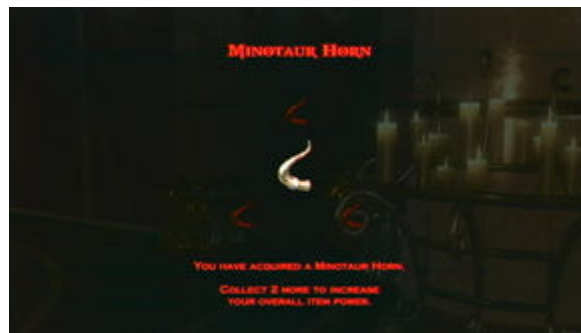 MINOTAUR HORN
YOU HAVE ACQUIRED A MINOTAUR HORN.
COLLECT 2 MORE TO INCREASE
YOUR OVERALL ITEM POWER.